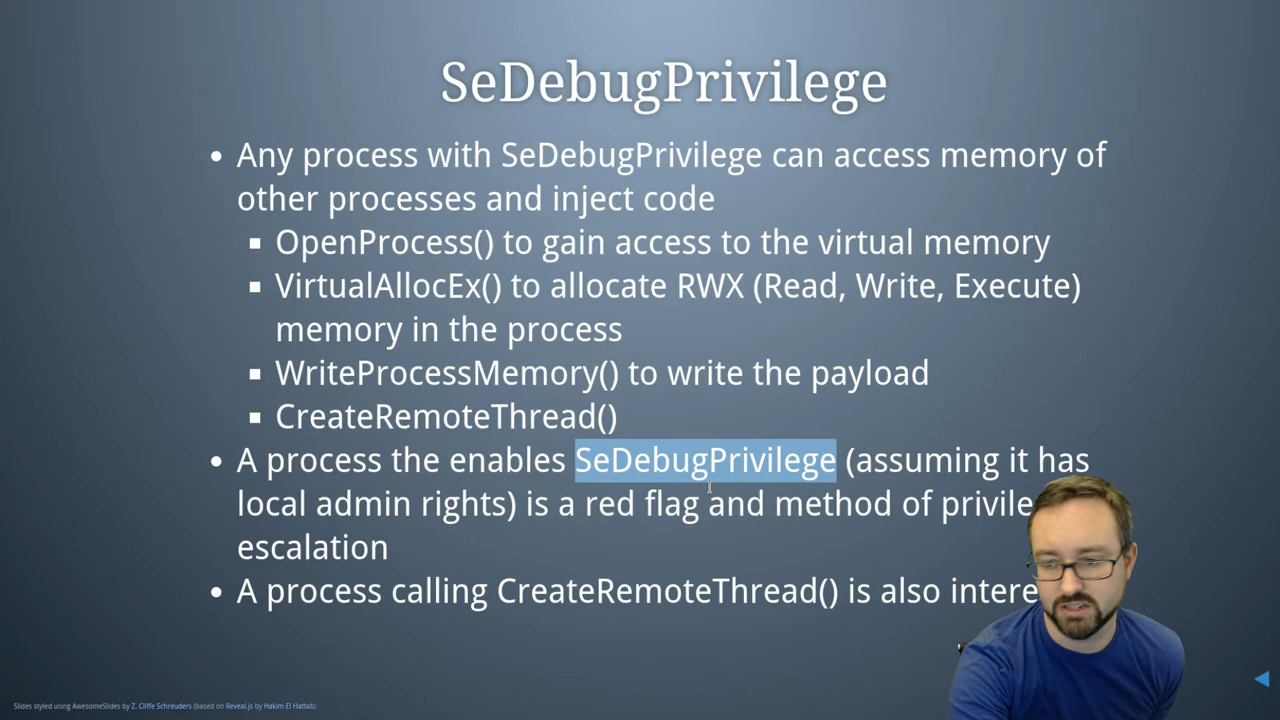 SeDebugPrivilege
• Any process with SeDebugPrivilege can access memory of
other processes and inject code
▪ OpenProcess() to gain access to the virtual memory
▪ VirtualAllocEx() to allocate RWX (Read, Write, Execute)
memory in the process
▪ WriteProcessMemory() to write the payload
▪ CreateRemoteThread()
• A process the enables SeDebugPrivilege (assuming it has
local admin rights) is a red flag and method of
escalation
• A process calling CreateRemoteThread() is also
Slides styled using AwesomeSlides by Z. Cliffe Schreuders (based on Reveal.js by Hakim El Hattab)